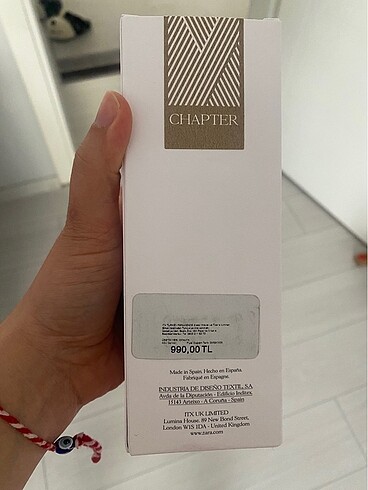 CHAPTER
990,00 TL
Made in Spain. Hecho en España.
Fabriqué en Espagne.
INDUSTRIA DE DISEÑO TEXTIL, S.A.
Avda de la Diputación - Edificio Inditex
15143 Arteixo - A Coruña - Spain
ITX UK LIMITED
Lumina House. 89 New Bond Street,
London W1S 1DA - United Kingdom
www.zara.com